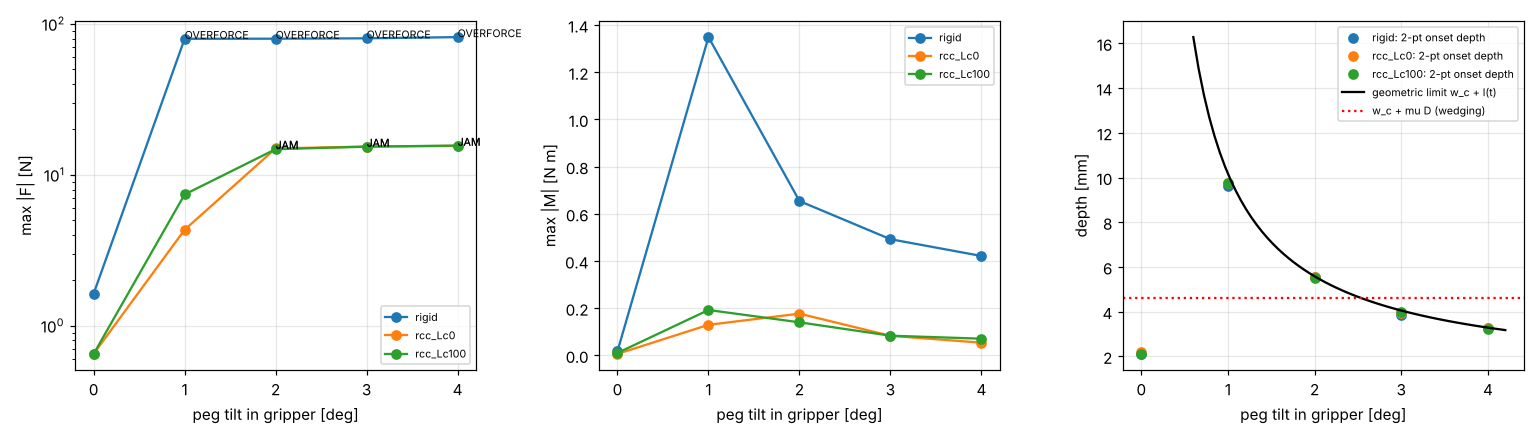 max |F| [N]
10²
10¹
10⁰
OVERFORCE
OVERFORCE
OVERFORCE
OVERFORCE
JAM
JAM
JAM
rigid
rcc_Lc0
rcc_Lc100
0
1
2
3
4
peg tilt in gripper [deg]
max |M| [N m]
1.4
1.2
1.0
0.8
0.6
0.4
0.2
0.0
rigid
rcc_Lc0
rcc_Lc100
0
1
2
3
4
peg tilt in gripper [deg]
depth [mm]
16
14
12
10
8
6
4
2
rigid: 2-pt onset depth
rcc_Lc0: 2-pt onset depth
rcc_Lc100: 2-pt onset depth
geometric limit w_c + l(t)
w_c + mu D (wedging)
0
1
2
3
4
peg tilt in gripper [deg]